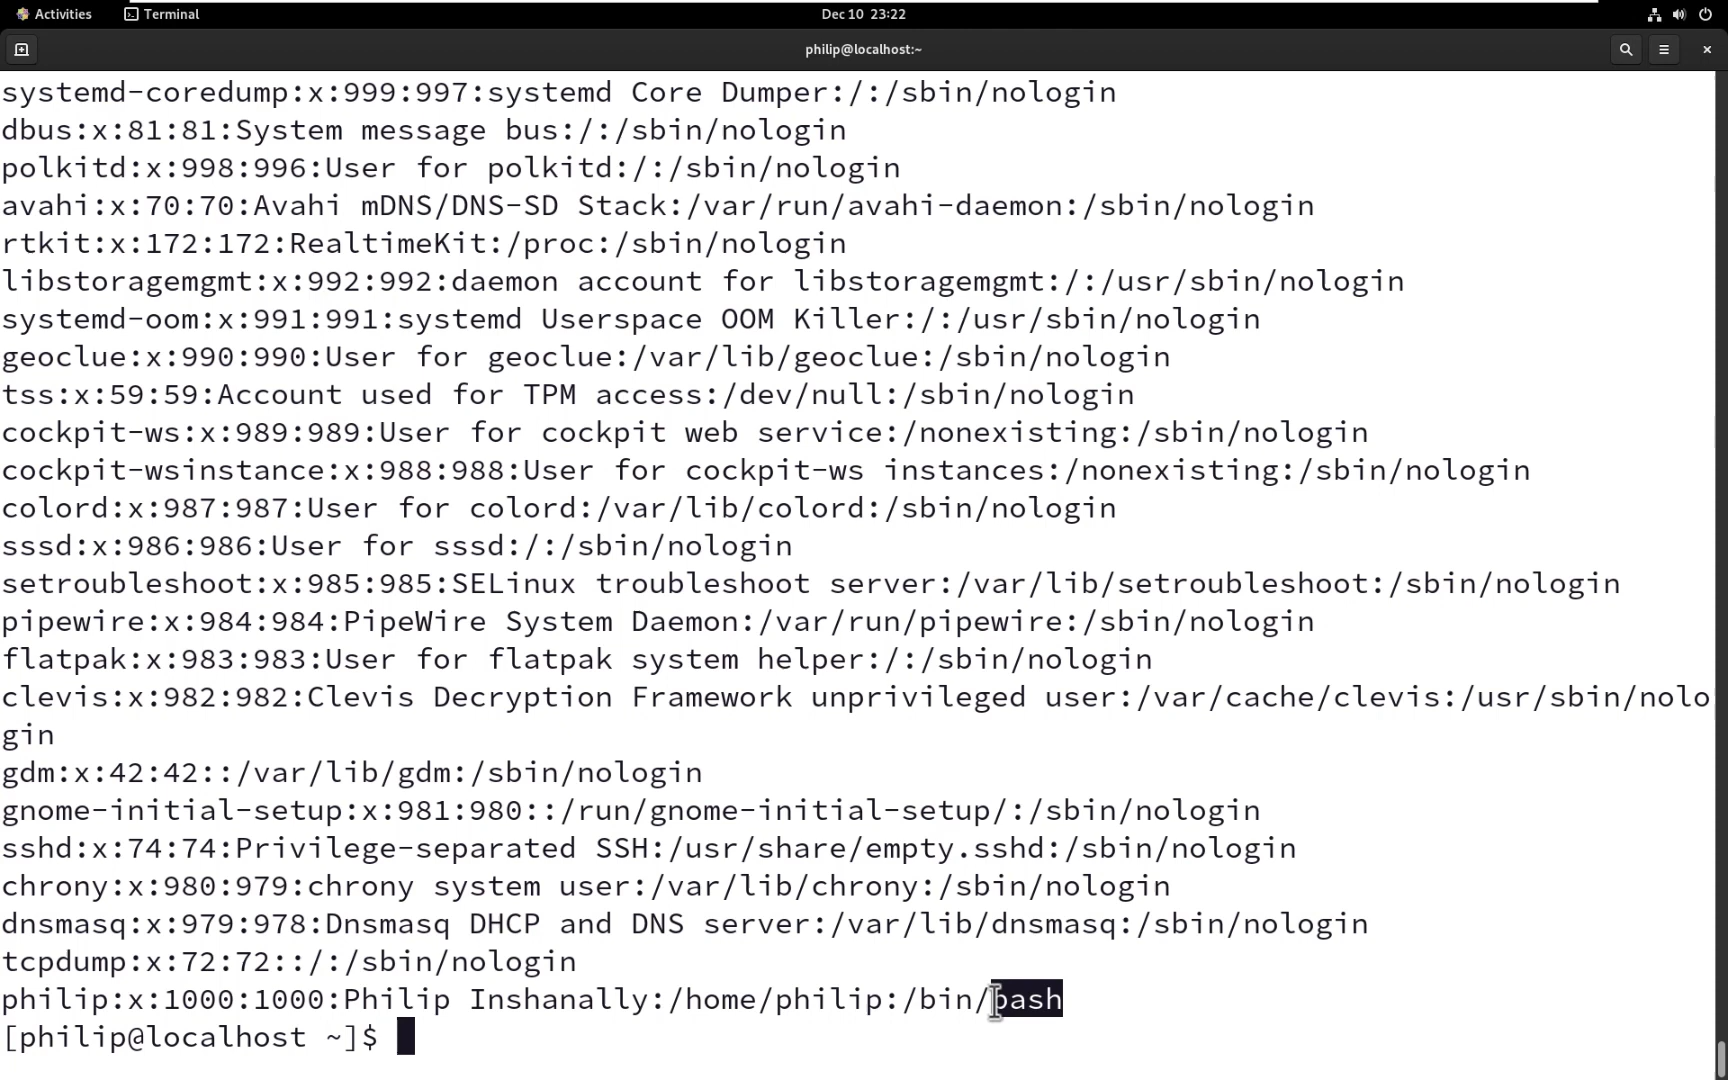 Activities
Terminal
Dec 10 23:22
philip@localhost:~
systemd-coredump:x:999:997:systemd Core Dumper:/:/sbin/nologin
dbus:x:81:81:System message bus:/:/sbin/nologin
polkitd:x:998:996:User for polkitd:/:/sbin/nologin
avahi:x:70:70:Avahi mDNS/DNS-SD Stack:/var/run/avahi-daemon:/sbin/nologin
rtkit:x:172:172:RealtimeKit:/proc:/sbin/nologin
libstoragemgmt:x:992:992:daemon account for libstoragemgmt:/:/usr/sbin/nologin
systemd-oom:x:991:991:systemd Userspace OOM Killer:/:/usr/sbin/nologin
geoclue:x:990:990:User for geoclue:/var/lib/geoclue:/sbin/nologin
tss:x:59:59:Account used for TPM access:/dev/null:/sbin/nologin
cockpit-ws:x:989:989:User for cockpit web service:/nonexisting:/sbin/nologin
cockpit-wsinstance:x:988:988:User for cockpit-ws instances:/nonexisting:/sbin/nologin
colord:x:987:987:User for colord:/var/lib/colord:/sbin/nologin
sssd:x:986:986:User for sssd:/:/sbin/nologin
setroubleshoot:x:985:985:SELinux troubleshoot server:/var/lib/setroubleshoot:/sbin/nologin
pipewire:x:984:984:PipeWire System Daemon:/var/run/pipewire:/sbin/nologin
flatpak:x:983:983:User for flatpak system helper:/:/sbin/nologin
clevis:x:982:982:Clevis Decryption Framework unprivileged user:/var/cache/clevis:/usr/sbin/nolo
gin
gdm:x:42:42::/var/lib/gdm:/sbin/nologin
gnome-initial-setup:x:981:980::/run/gnome-initial-setup/:/sbin/nologin
sshd:x:74:74:Privilege-separated SSH:/usr/share/empty.sshd:/sbin/nologin
chrony:x:980:979:chrony system user:/var/lib/chrony:/sbin/nologin
dnsmasq:x:979:978:Dnsmasq DHCP and DNS server:/var/lib/dnsmasq:/sbin/nologin
tcpdump:x:72:72::/:/sbin/nologin
philip:x:1000:1000:Philip Inshanally:/home/philip:/bin/bash
[philip@localhost ~]$